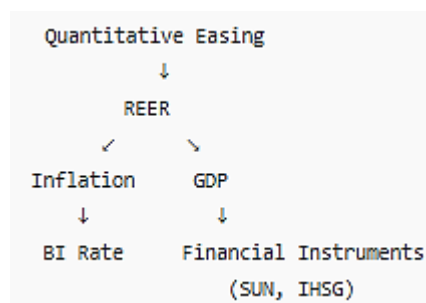 Quantitative Easing
↓
REER
↙ ↘
Inflation GDP
↓ ↓
BI Rate Financial Instruments
(SUN, IHSG)